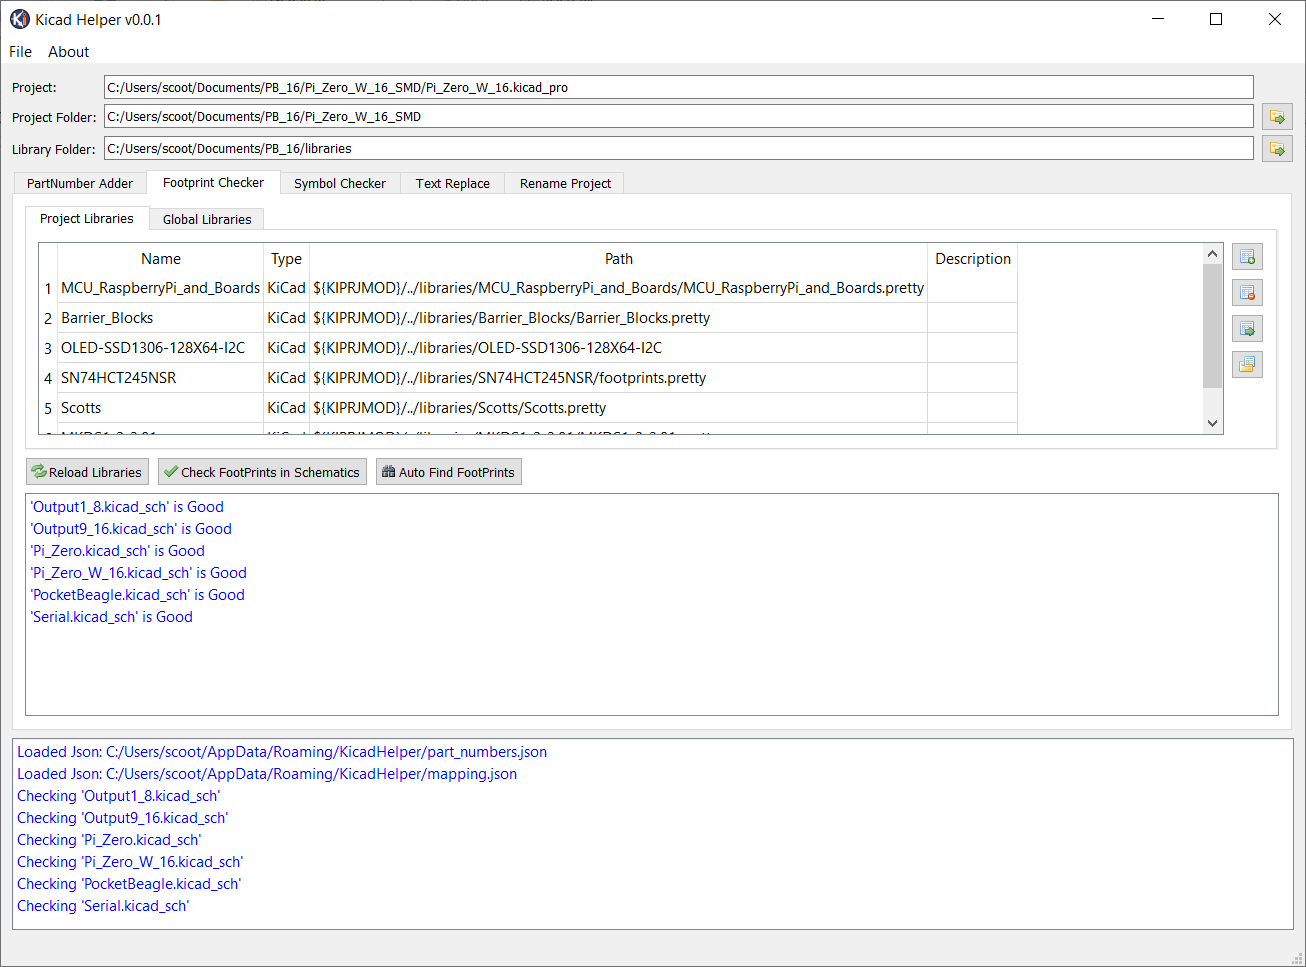 Kicad Helper v0.0.1
File About
Project: C:/Users/scoot/Documents/PB_16/Pi_Zero_W_16_SMD/Pi_Zero_W_16.kicad_pro
Project Folder: C:/Users/scoot/Documents/PB_16/Pi_Zero_W_16_SMD
Library Folder: C:/Users/scoot/Documents/PB_16/libraries
PartNumber Adder Footprint Checker Symbol Checker Text Replace Rename Project
Project Libraries Global Libraries
Name Type Path Description
1 MCU_RaspberryPi_and_Boards KiCad ${KIPRJMOD}/../libraries/MCU_RaspberryPi_and_Boards/MCU_RaspberryPi_and_Boards.pretty
2 Barrier_Blocks KiCad ${KIPRJMOD}/../libraries/Barrier_Blocks/Barrier_Blocks.pretty
3 OLED-SSD1306-128X64-I2C KiCad ${KIPRJMOD}/../libraries/OLED-SSD1306-128X64-I2C
4 SN74HCT245NSR KiCad ${KIPRJMOD}/../libraries/SN74HCT245NSR/footprints.pretty
5 Scotts KiCad ${KIPRJMOD}/../libraries/Scotts/Scotts.pretty
Reload Libraries Check FootPrints in Schematics Auto Find FootPrints
'Output1_8.kicad_sch' is Good
'Output9_16.kicad_sch' is Good
'Pi_Zero.kicad_sch' is Good
'Pi_Zero_W_16.kicad_sch' is Good
'PocketBeagle.kicad_sch' is Good
'Serial.kicad_sch' is Good
Loaded Json: C:/Users/scoot/AppData/Roaming/KicadHelper/part_numbers.json
Loaded Json: C:/Users/scoot/AppData/Roaming/KicadHelper/mapping.json
Checking 'Output1_8.kicad_sch'
Checking 'Output9_16.kicad_sch'
Checking 'Pi_Zero.kicad_sch'
Checking 'Pi_Zero_W_16.kicad_sch'
Checking 'PocketBeagle.kicad_sch'
Checking 'Serial.kicad_sch'